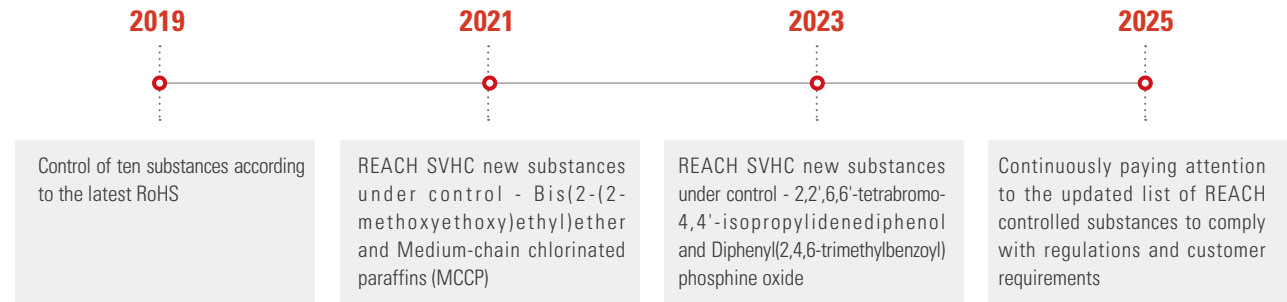 2019
2021
2023
2025
Control of ten substances according
to the latest RoHS
REACH SVHC new substances
under control - Bis(2-(2-
methoxyethoxy)ethyl)ether
and Medium-chain chlorinated
paraffins (MCCP)
REACH SVHC new substances
under control - 2,2',6,6'-tetrabromo-
4,4'-isopropylidenediphenol
and Diphenyl(2,4,6-trimethylbenzoyl)
phosphine oxide
Continuously paying attention
to the updated list of REACH
controlled substances to comply
with regulations and customer
requirements